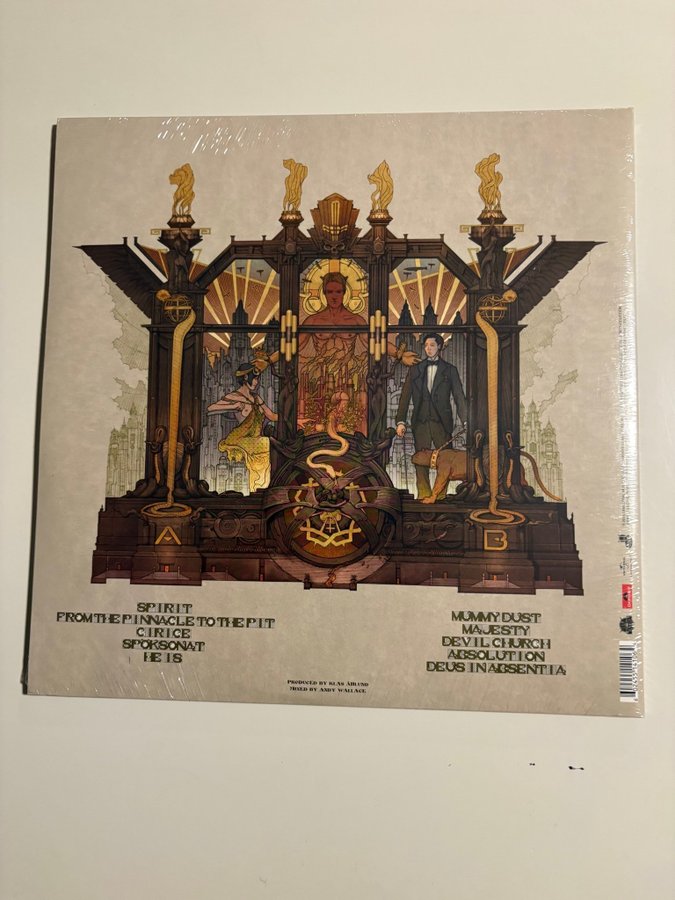 A
B
SPIRIT
FROM THE PINNACLE TO THE PIT
CIRICE
SPÖKSONAT
HE IS
MUMMY DUST
MAJESTY
DEVIL CHURCH
ABSOLUTION
DEUS IN ABSENTIA
PRODUCED BY KLAS ÅHLUND
MIXED BY ANDY WALLACE